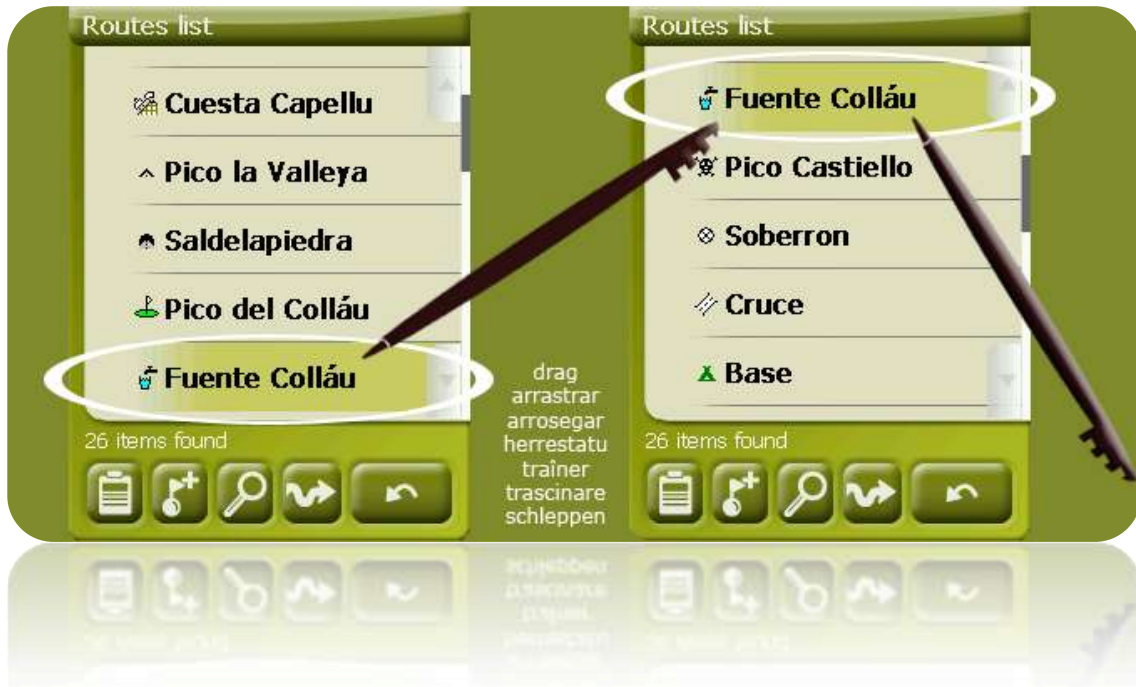 Routes list
Cuesta Capellu
Pico la Valleya
Saldelapiedra
Pico del Colláu
Fuente Colláu
26 items found
drag
arrastrar
arrosegar
herrestatu
traîner
trascinare
schleppen
Routes list
Fuente Colláu
Pico Castiello
Soberron
Cruce
Base
26 items found